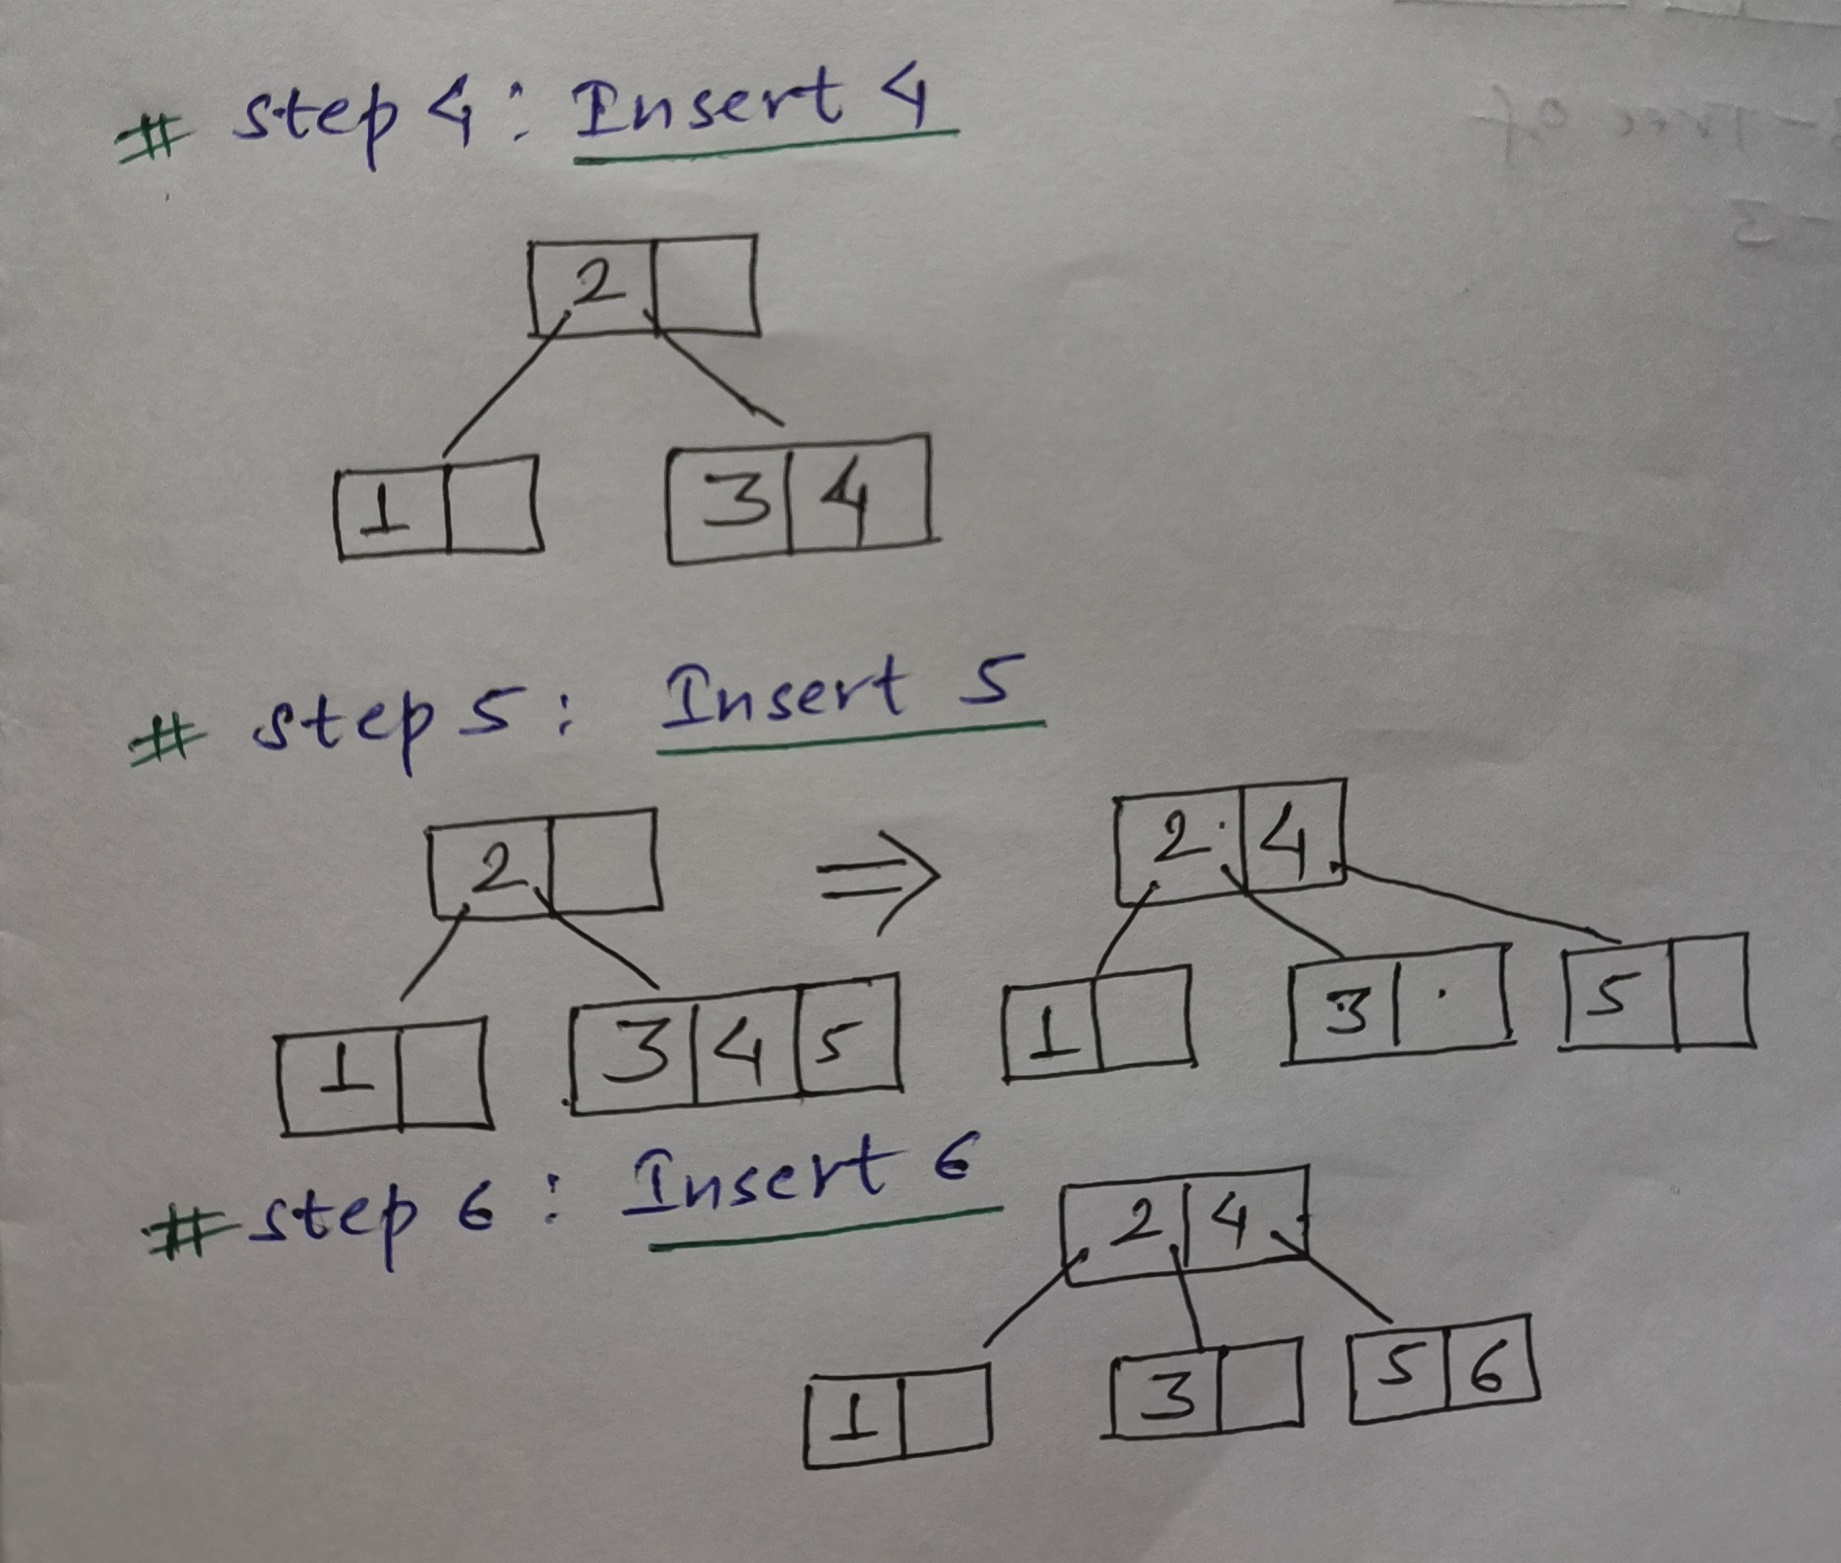 # step 4: Insert 4
2
1
3 4
# step 5: Insert 5
2 ⇒ 2 4
1 3 4 5 1 3 5
# step 6: Insert 6
2 4
1 3 5 6